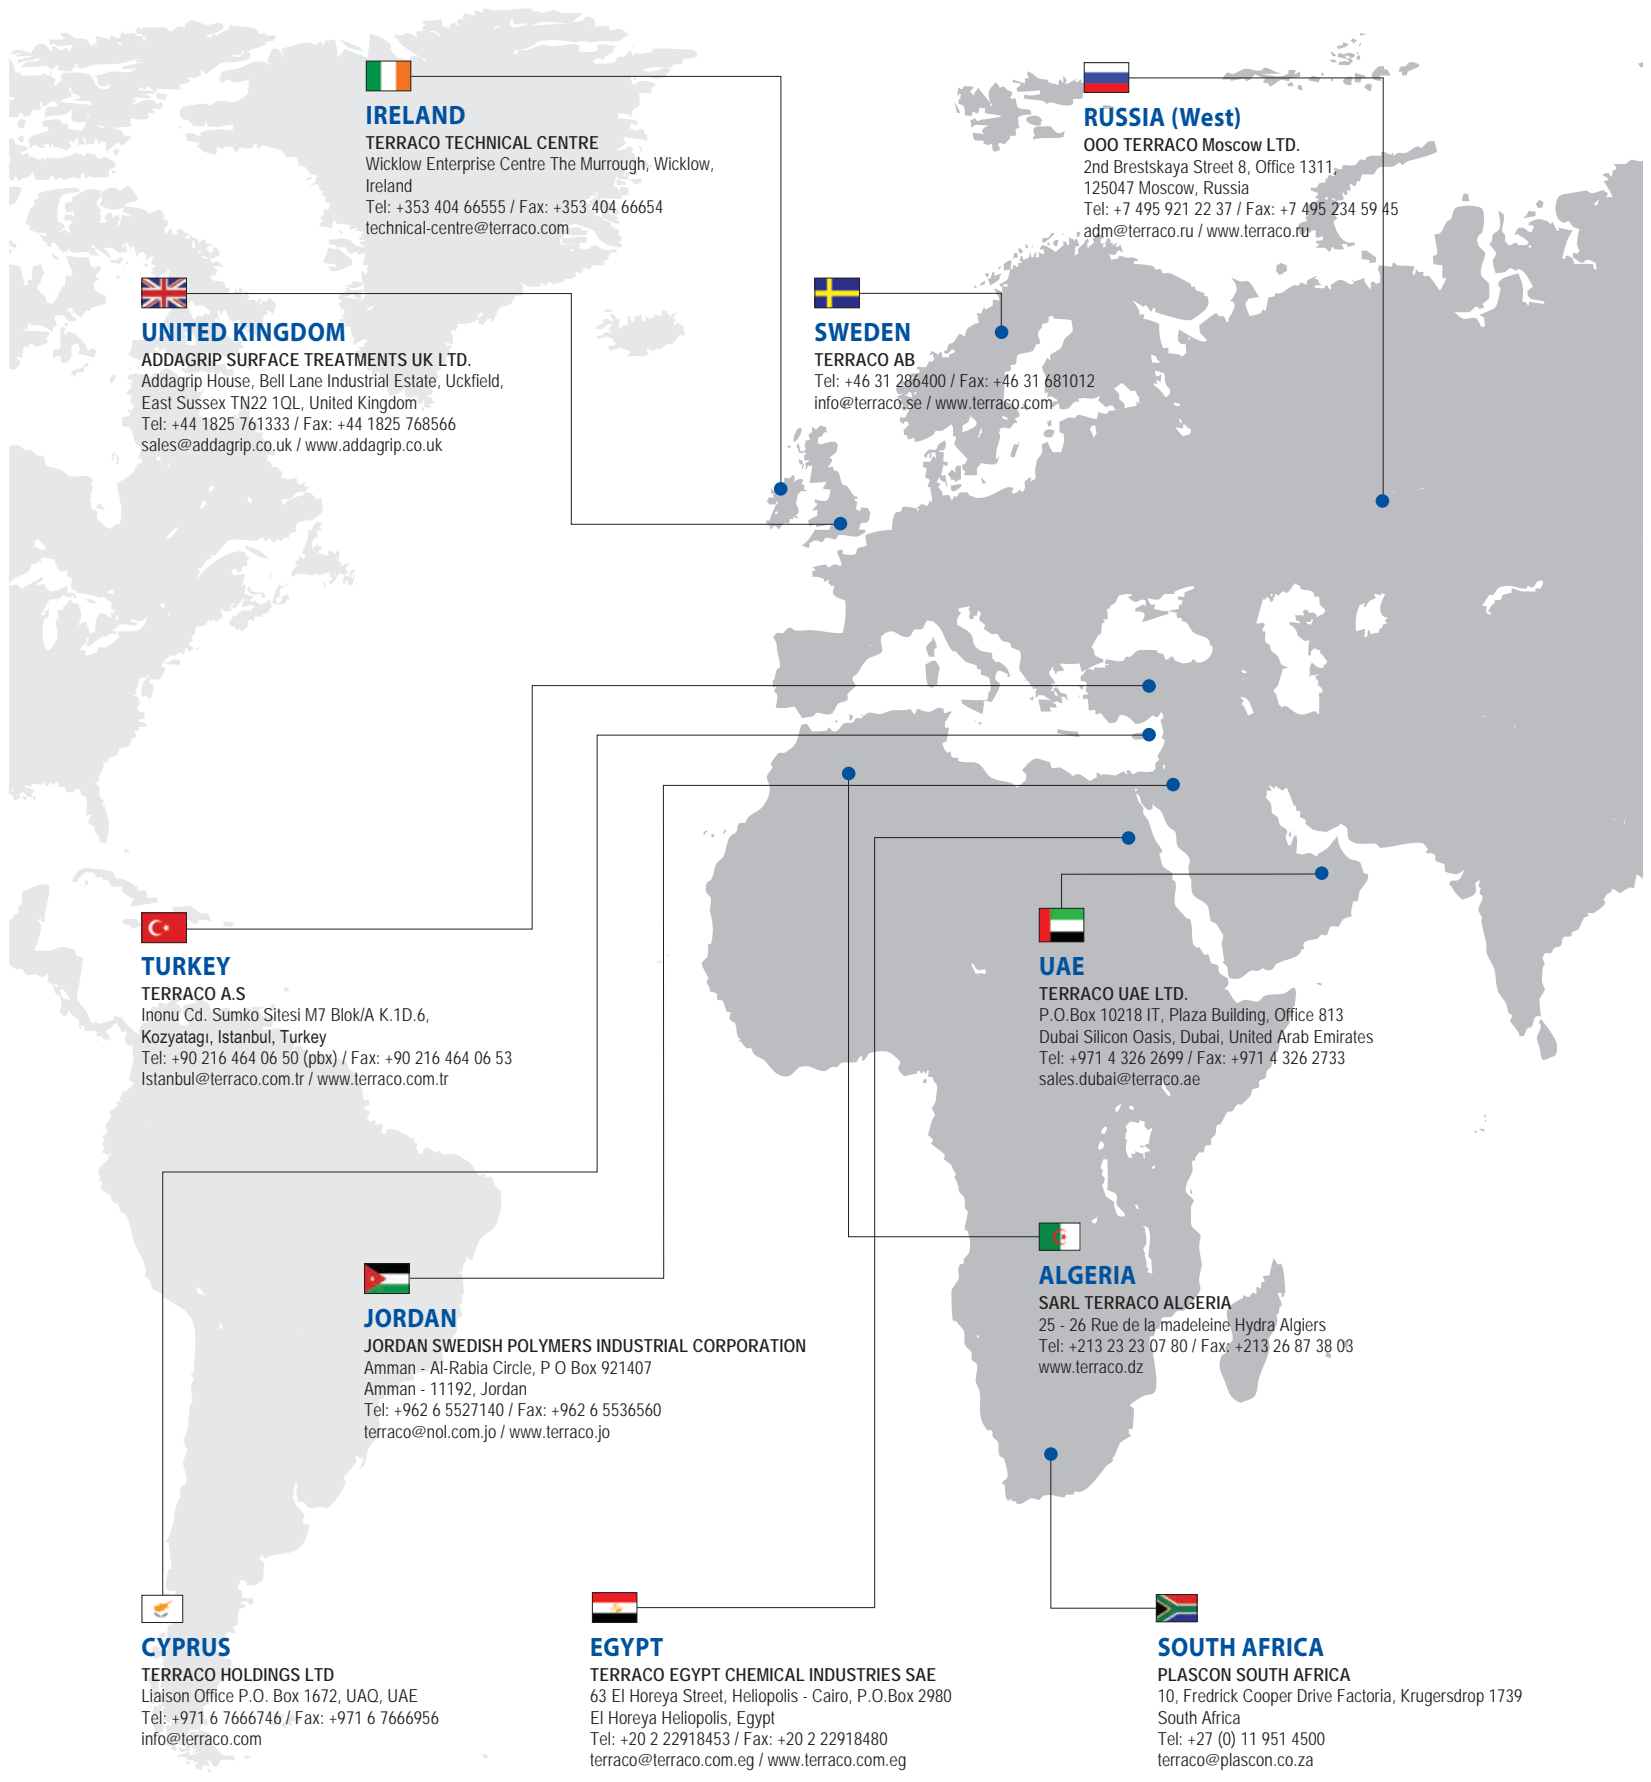 IRELAND
TERRACO TECHNICAL CENTRE
Wicklow Enterprise Centre The Murrough, Wicklow,
Ireland
Tel: +353 404 66555 / Fax: +353 404 66654
technical-centre@terraco.com
RUSSIA (West)
OOO TERRACO Moscow LTD.
2nd Brestskaya Street 8, Office 1311,
125047 Moscow, Russia
Tel: +7 495 921 22 37 / Fax: +7 495 234 59 45
adm@terraco.ru / www.terraco.ru
UNITED KINGDOM
ADDAGRIP SURFACE TREATMENTS UK LTD.
Addagrip House, Bell Lane Industrial Estate, Uckfield,
East Sussex TN22 1QL, United Kingdom
Tel: +44 1825 761333 / Fax: +44 1825 768566
sales@addagrip.co.uk / www.addagrip.co.uk
SWEDEN
TERRACO AB
Tel: +46 31 286400 / Fax: +46 31 681012
info@terraco.se / www.terraco.com
TURKEY
TERRACO A.S
Inonu Cd. Sumko Sitesi M7 Blok/A K.1D.6,
Kozyatagı, Istanbul, Turkey
Tel: +90 216 464 06 50 (pbx) / Fax: +90 216 464 06 53
Istanbul@terraco.com.tr / www.terraco.com.tr
UAE
TERRACO UAE LTD.
P.O.Box 10218 IT, Plaza Building, Office 813
Dubai Silicon Oasis, Dubai, United Arab Emirates
Tel: +971 4 326 2699 / Fax: +971 4 326 2733
sales.dubai@terraco.ae
JORDAN
JORDAN SWEDISH POLYMERS INDUSTRIAL CORPORATION
Amman - Al-Rabia Circle, P O Box 921407
Amman - 11192, Jordan
Tel: +962 6 5527140 / Fax: +962 6 5536560
terraco@nol.com.jo / www.terraco.jo
ALGERIA
SARL TERRACO ALGERIA
25 - 26 Rue de la madeleine Hydra Algiers
Tel: +213 23 23 07 80 / Fax: +213 26 87 38 03
www.terraco.dz
CYPRUS
TERRACO HOLDINGS LTD
Liaison Office P.O. Box 1672, UAQ, UAE
Tel: +971 6 7666746 / Fax: +971 6 7666956
info@terraco.com
EGYPT
TERRACO EGYPT CHEMICAL INDUSTRIES SAE
63 El Horeya Street, Heliopolis - Cairo, P.O.Box 2980
El Horeya Heliopolis, Egypt
Tel: +20 2 22918453 / Fax: +20 2 22918480
terraco@terraco.com.eg / www.terraco.com.eg
SOUTH AFRICA
PLASCON SOUTH AFRICA
10, Fredrick Cooper Drive Factoria, Krugersdrop 1739
South Africa
Tel: +27 (0) 11 951 4500
terraco@plascon.co.za